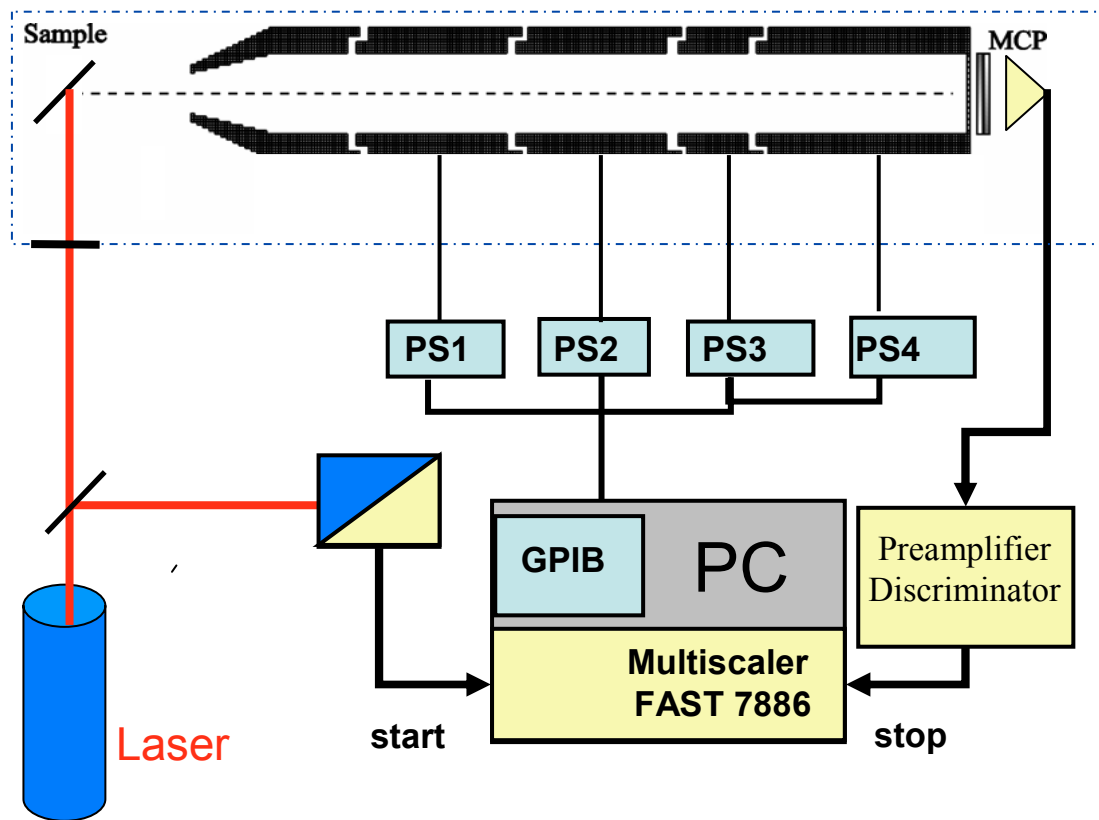 Sample
MCP
PS1
PS2
PS3
PS4
GPIB
PC
Preamplifier
Discriminator
Multiscaler
FAST 7886
Laser
start
stop